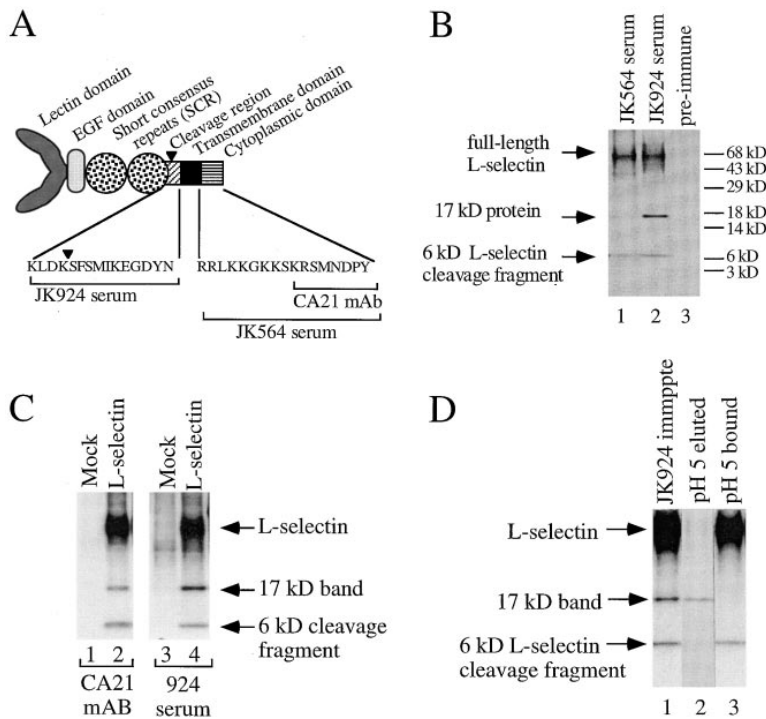 A
Lectin domain
EGF domain
Short consensus
repeats (SCR)
Cleavage region
Transmembrane domain
Cytoplasmic domain
KLDKSFSMIKEGDYN
RRLKKGKKSKRSMNDPY
JK924 serum
CA21 mAb
JK564 serum
B
JK564 serum
JK924 serum
pre-immune
full-length
L-selectin
17 kD protein
6 kD L-selectin
cleavage fragment
68 kD
43 kD
29 kD
18 kD
14 kD
6 kD
3 kD
1 2 3
C
Mock
L-selectin
Mock
L-selectin
L-selectin
17 kD band
6 kD cleavage
fragment
1 2 3 4
CA21
mAB
924
serum
D
JK924 immppte
pH 5 eluted
pH 5 bound
L-selectin
17 kD band
6 kD L-selectin
cleavage fragment
1 2 3